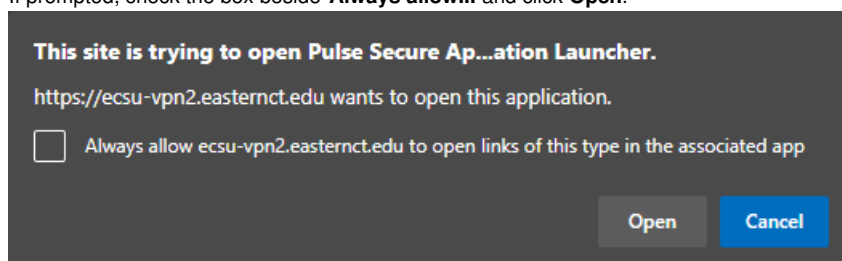 If prompted, check the box beside Always allow... and click Open.
This site is trying to open Pulse Secure Ap...ation Launcher.
https://ecsu-vpn2.easternct.edu wants to open this application.
Always allow ecsu-vpn2.easternct.edu to open links of this type in the associated app
Open
Cancel